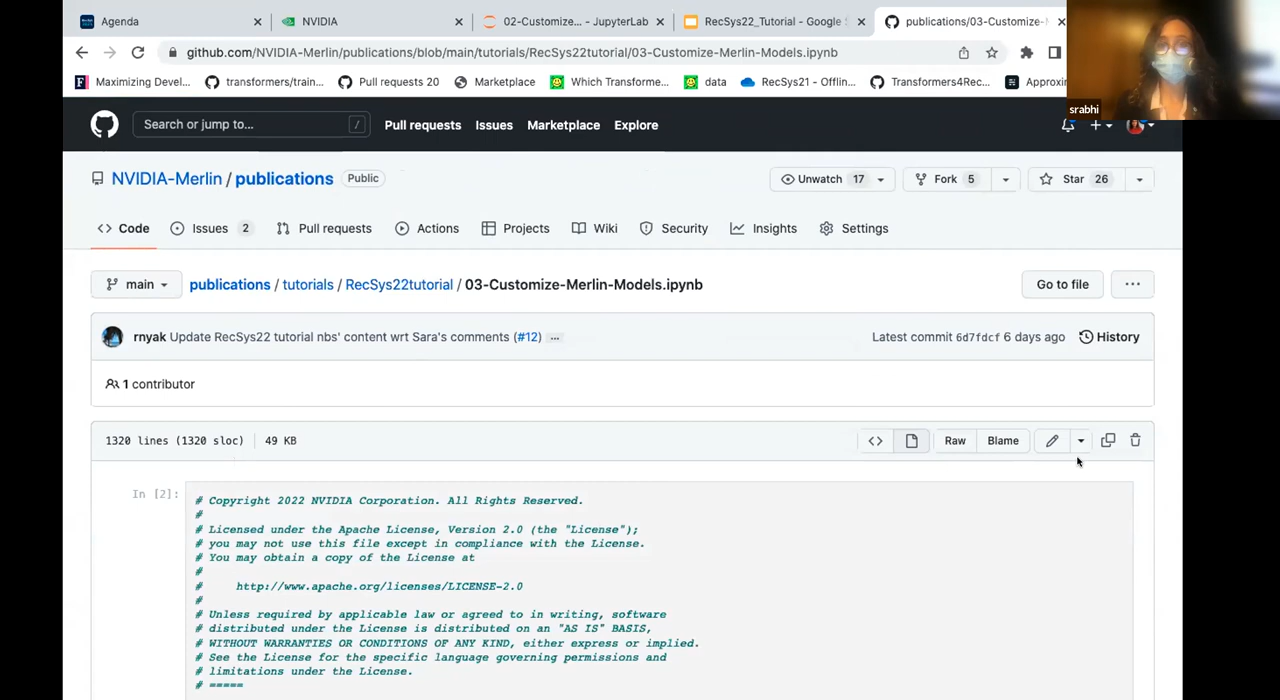 Agenda
NVIDIA
02-Customize... - JupyterLab
RecSys22_Tutorial - Google S
publications/03-Customize-M
github.com/NVIDIA-Merlin/publications/blob/main/tutorials/RecSys22tutorial/03-Customize-Merlin-Models.ipynb
Maximizing Devel...
transformers/train...
Pull requests 20
Marketplace
Which Transforme...
data
RecSys21 – Offlin...
Transformers4Rec...
Approxin
srabhi
Search or jump to...
/
Pull requests
Issues
Marketplace
Explore
NVIDIA-Merlin / publications
Public
Unwatch 17
Fork 5
Star 26
Code
Issues 2
Pull requests
Actions
Projects
Wiki
Security
Insights
Settings
main
publications / tutorials / RecSys22tutorial / 03-Customize-Merlin-Models.ipynb
Go to file
...
rnyak Update RecSys22 tutorial nbs' content wrt Sara's comments (#12) ...
Latest commit 6d7fdcf 6 days ago
History
1 contributor
1320 lines (1320 sloc)
49 KB
<>
Raw
Blame
In [2]:
# Copyright 2022 NVIDIA Corporation. All Rights Reserved.
#
# Licensed under the Apache License, Version 2.0 (the "License");
# you may not use this file except in compliance with the License.
# You may obtain a copy of the License at
#
# http://www.apache.org/licenses/LICENSE-2.0
#
# Unless required by applicable law or agreed to in writing, software
# distributed under the License is distributed on an "AS IS" BASIS,
# WITHOUT WARRANTIES OR CONDITIONS OF ANY KIND, either express or implied.
# See the License for the specific language governing permissions and
# limitations under the License.
# =====